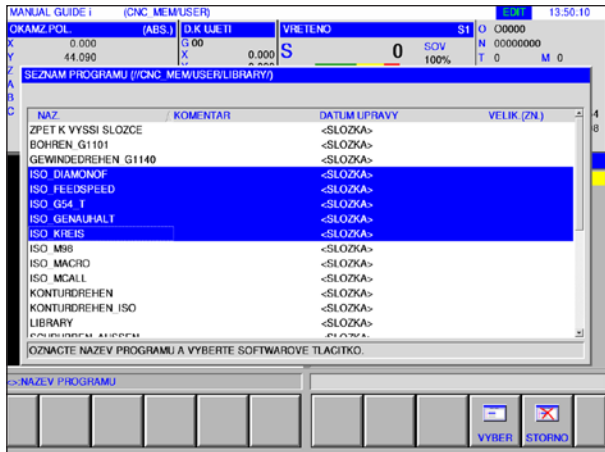 MANUAL GUIDE i (CNC_MEM/USER) EDIT 13:50:10
OKAMZ.POL. (ABS.) D.K UJETI VRETENO S1 O O0000
X 0.000 G 00 N 00000000
Y 44.090 X 0.000 S 0 SOV 100% T 0 M 0
Z SEZNAM PROGRAMU (//CNC_MEM/USER/LIBRARY/)
A
B
C
NAZ. / KOMENTAR DATUM UPRAVY VELIK.(ZN.)
ZPET K VYSSI SLOZCE <SLOZKA>
BOHREN_G1101 <SLOZKA>
GEWINDEDREHEN_G1140 <SLOZKA>
ISO_DIAMONOF <SLOZKA>
ISO_FEEDSPEED <SLOZKA>
ISO_G54_T <SLOZKA>
ISO_GENAUHALT <SLOZKA>
ISO_KREIS <SLOZKA>
ISO_M98 <SLOZKA>
ISO_MACRO <SLOZKA>
ISO_MCALL <SLOZKA>
KONTURDREHEN <SLOZKA>
KONTURDREHEN_ISO <SLOZKA>
LIBRARY <SLOZKA>
OZNACTE NAZEV PROGRAMU A VYBERTE SOFTWAROVE TLACITKO.
<>:NAZEV PROGRAMU
VYBER STORNO